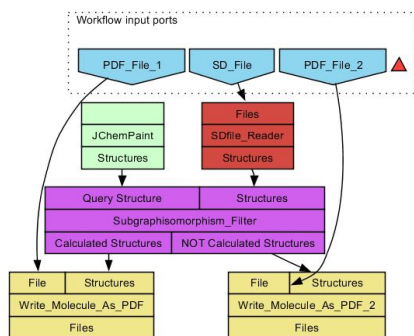 Workflow input ports
PDF_File_1 SD_File PDF_File_2
Files
JChemPaint SDfile_Reader
Structures Structures
Query Structure Structures
Subgraphisomorphism_Filter
Calculated Structures NOT Calculated Structures
File Structures File Structures
Write_Molecule_As_PDF Write_Molecule_As_PDF_2
Files Files